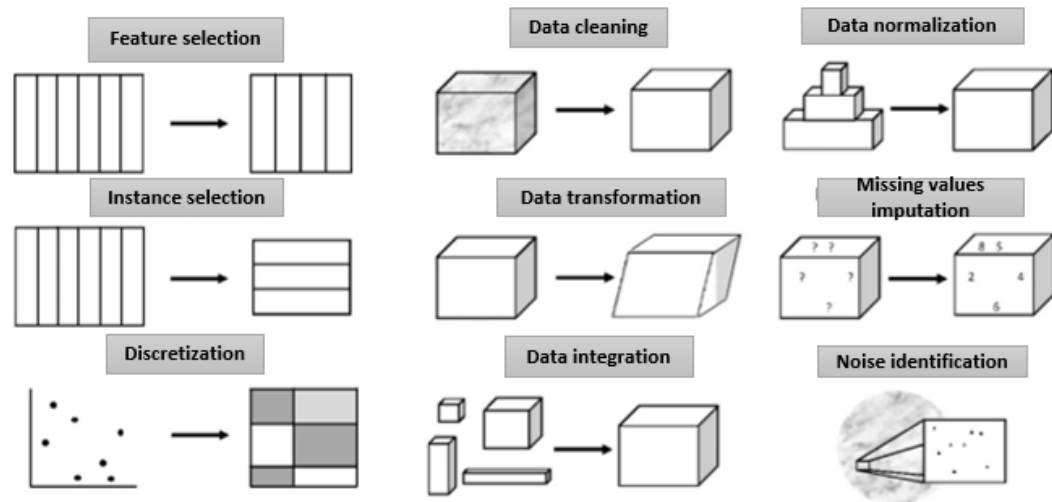 Feature selection
Data cleaning
Data normalization
Instance selection
Data transformation
Missing values
imputation
? ?
? ?
?
8 5
2 4
6
Discretization
Data integration
Noise identification